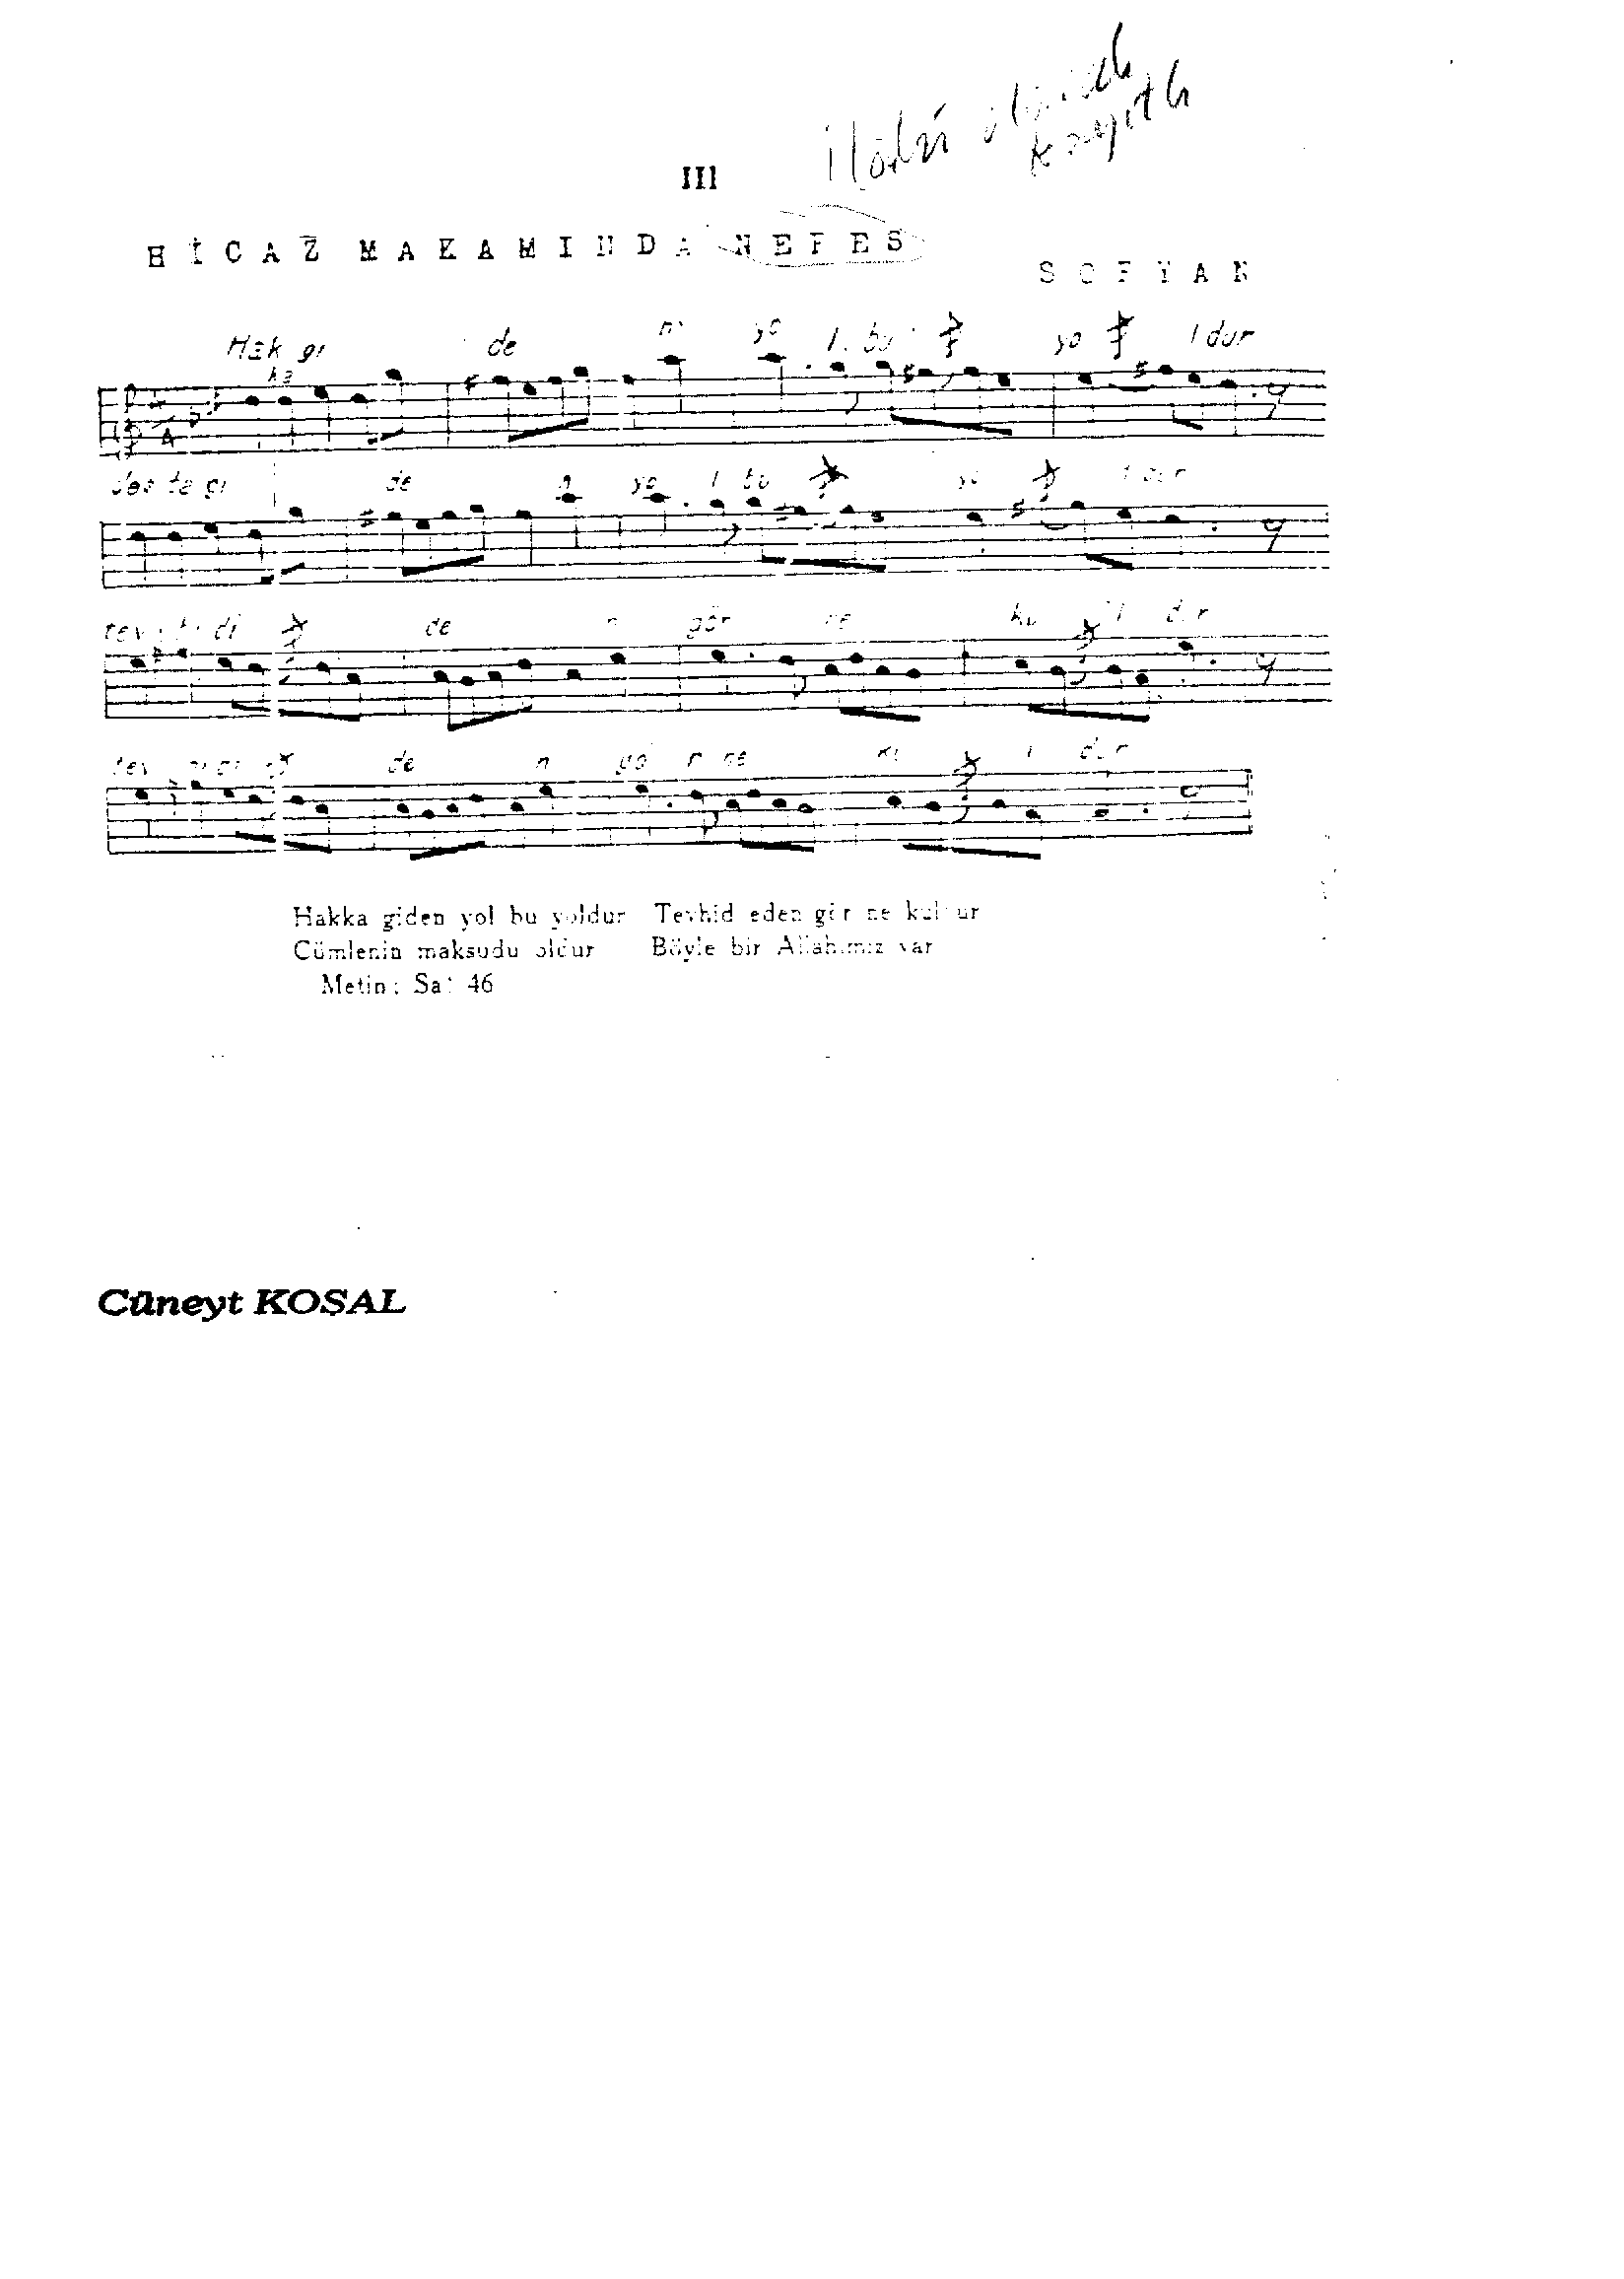 İlahi olarak
kayıtlı
III
HİCAZ MAKAMINDA NEFES
SOFYAN
Hak ka gi de n yo l bu yo l dur
dos ta gi de n yo l bu yo l dur
tev hi di de n gör ne ku l dur
tev hi di de n gö r ne ku l dur
Hakka giden yol bu yoldur Tevhid eden gör ne kuldur
Cümlenin maksudu oldur Böyle bir Allahımız var
Metin: Sa: 46
Cüneyt KOSAL